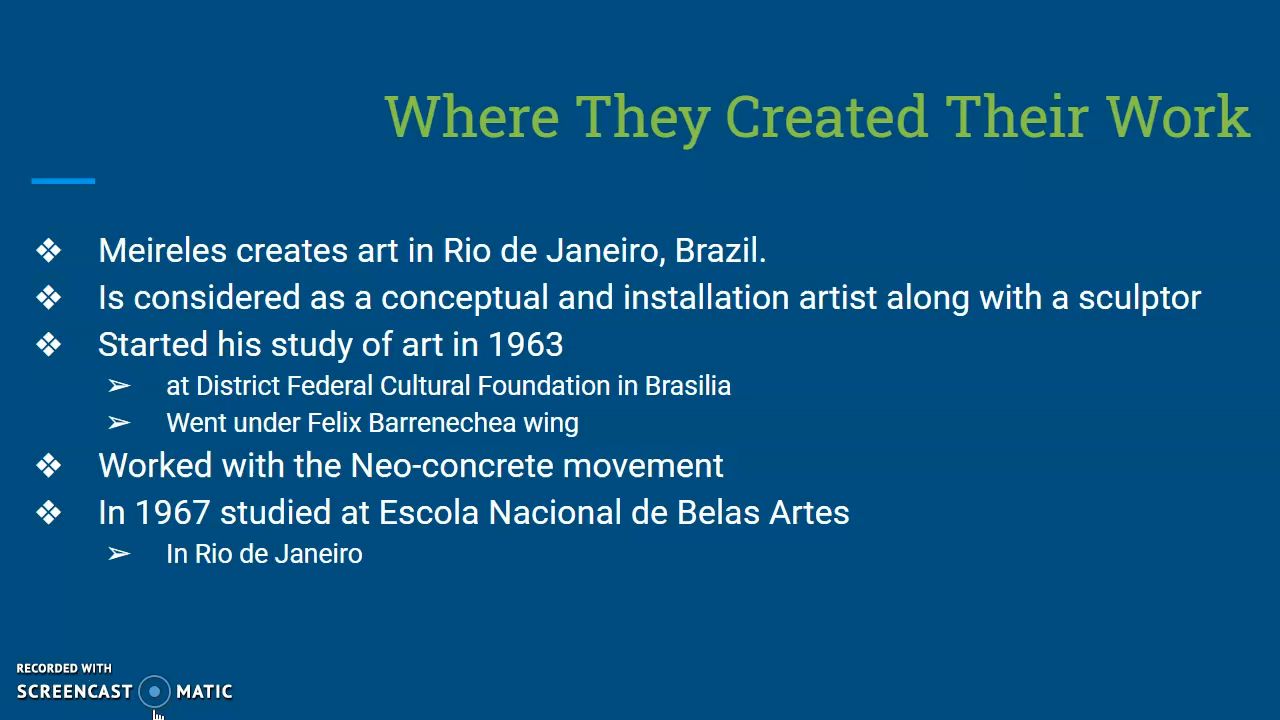 Where They Created Their Work
❖ Meireles creates art in Rio de Janeiro, Brazil.
❖ Is considered as a conceptual and installation artist along with a sculptor
❖ Started his study of art in 1963
➢ at District Federal Cultural Foundation in Brasilia
➢ Went under Felix Barrenechea wing
❖ Worked with the Neo-concrete movement
❖ In 1967 studied at Escola Nacional de Belas Artes
➢ In Rio de Janeiro
RECORDED WITH
SCREENCAST MATIC